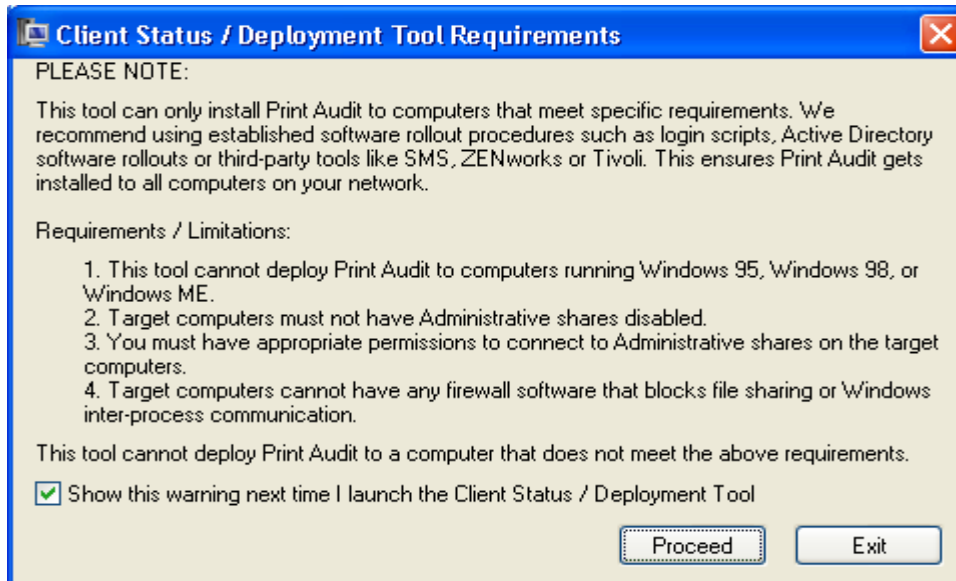 Client Status / Deployment Tool Requirements
PLEASE NOTE:
This tool can only install Print Audit to computers that meet specific requirements. We
recommend using established software rollout procedures such as login scripts, Active Directory
software rollouts or third-party tools like SMS, ZENworks or Tivoli. This ensures Print Audit gets
installed to all computers on your network.
Requirements / Limitations:
1. This tool cannot deploy Print Audit to computers running Windows 95, Windows 98, or
Windows ME.
2. Target computers must not have Administrative shares disabled.
3. You must have appropriate permissions to connect to Administrative shares on the target
computers.
4. Target computers cannot have any firewall software that blocks file sharing or Windows
inter-process communication.
This tool cannot deploy Print Audit to a computer that does not meet the above requirements.
Show this warning next time I launch the Client Status / Deployment Tool
Proceed
Exit